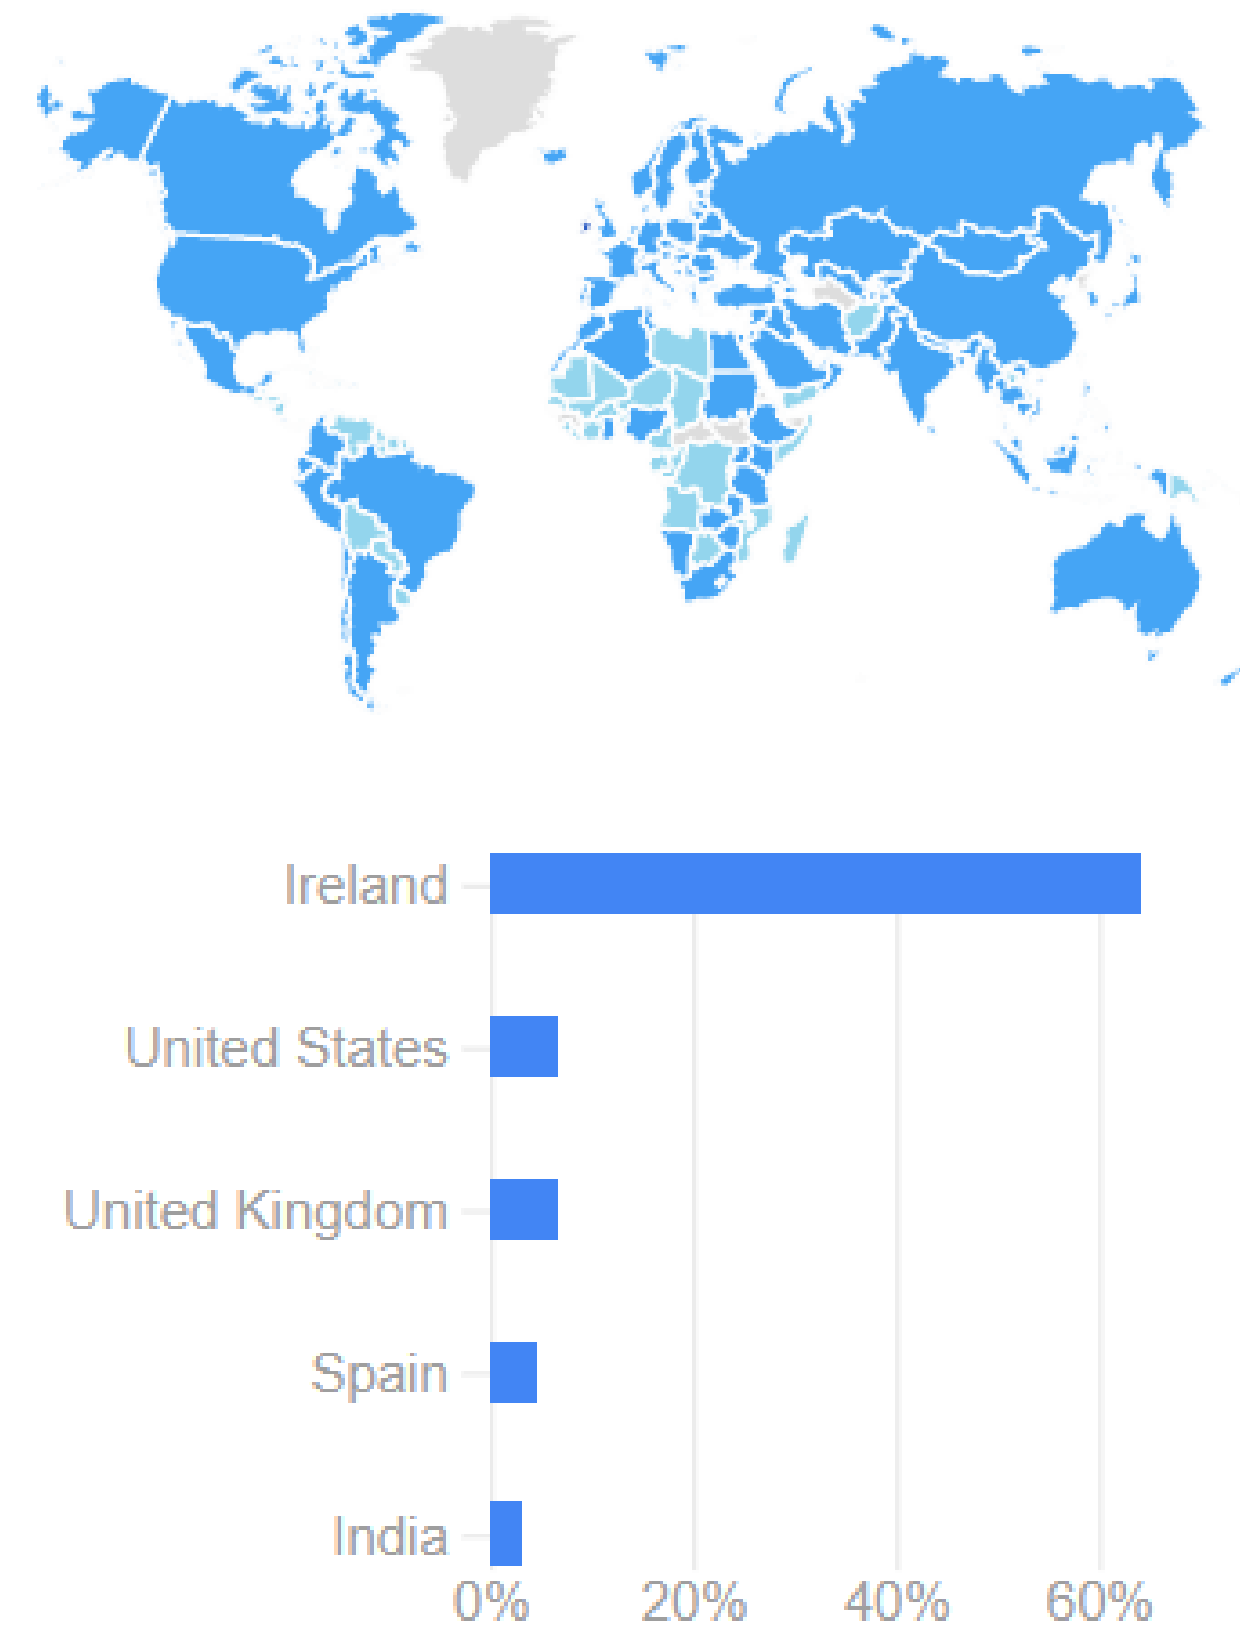 Ireland
United States
United Kingdom
Spain
India
0% 20% 40% 60%